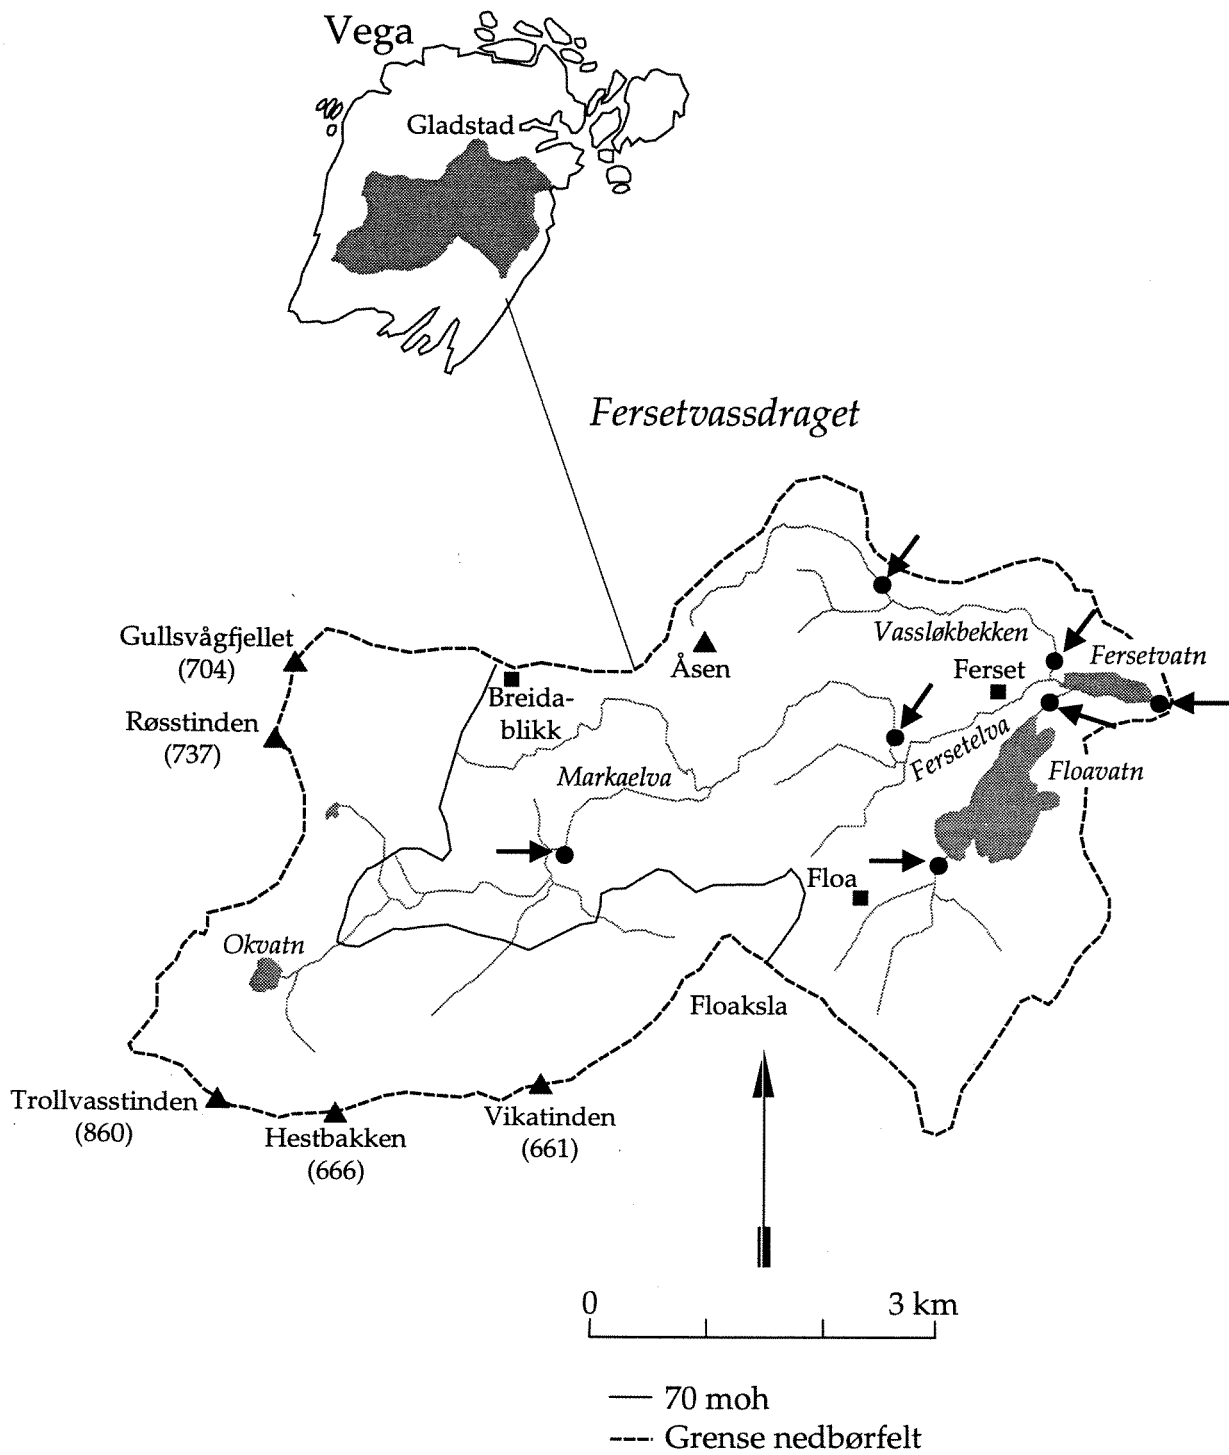 Vega
Gladstad
Fersetvassdraget
Gullsvågfjellet
(704)
Røsstinden
(737)
Breida-
blikk
Åsen
Vassløkbekken
Ferset
Fersetvatn
Fersetelva
Floavatn
Markaelva
Floa
Okvatn
Floaksla
Trollvasstinden
(860)
Hestbakken
(666)
Vikatinden
(661)
0 3 km
70 moh
Grense nedbørfelt